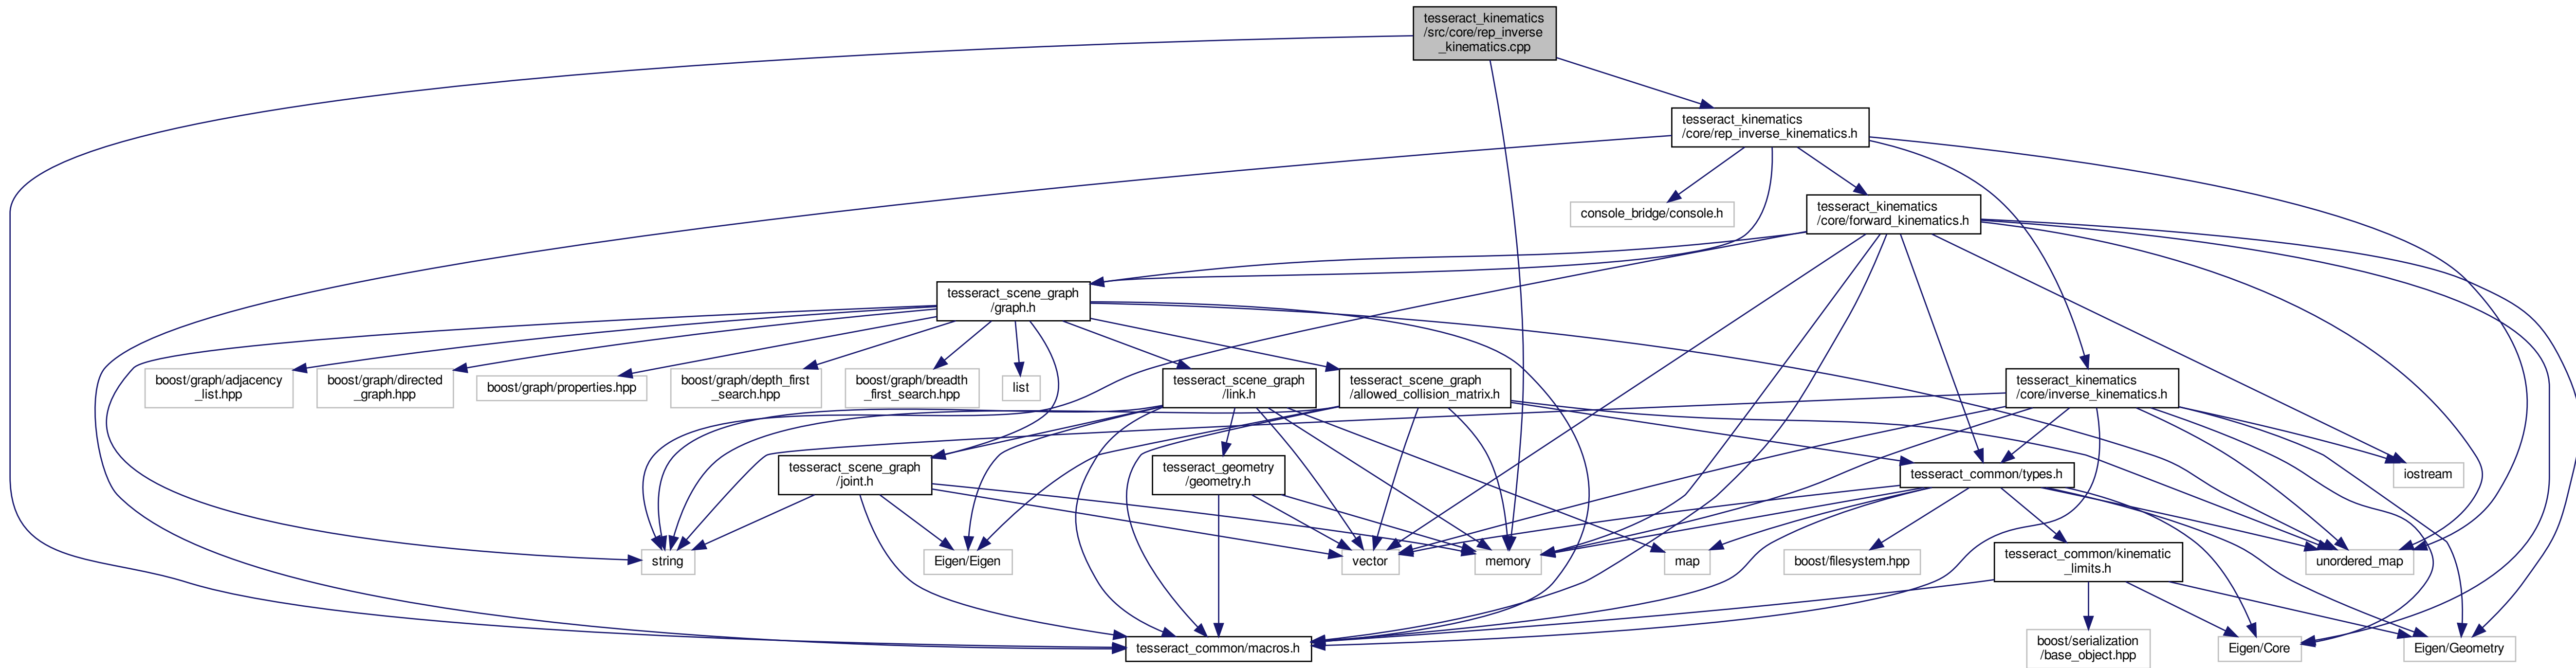 tesseract_kinematics
/src/core/rep_inverse
_kinematics.cpp
tesseract_kinematics
/core/rep_inverse_kinematics.h
console_bridge/console.h
tesseract_kinematics
/core/forward_kinematics.h
tesseract_scene_graph
/graph.h
boost/graph/adjacency
_list.hpp
boost/graph/directed
_graph.hpp
boost/graph/properties.hpp
boost/graph/depth_first
_search.hpp
boost/graph/breadth
_first_search.hpp
list
tesseract_scene_graph
/link.h
tesseract_scene_graph
/allowed_collision_matrix.h
tesseract_kinematics
/core/inverse_kinematics.h
tesseract_scene_graph
/joint.h
tesseract_geometry
/geometry.h
tesseract_common/types.h
iostream
string
Eigen/Eigen
vector
memory
map
boost/filesystem.hpp
tesseract_common/kinematic
_limits.h
unordered_map
tesseract_common/macros.h
boost/serialization
/base_object.hpp
Eigen/Core
Eigen/Geometry